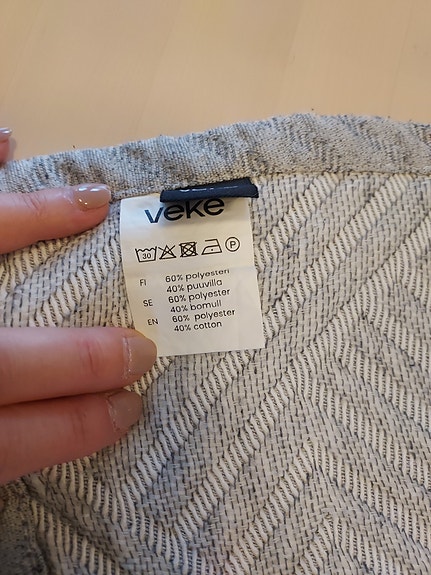 veke
30 P
FI 60% polyesteri
40% puuvilla
SE 60% polyester
40% bomull
EN 60% polyester
40% cotton